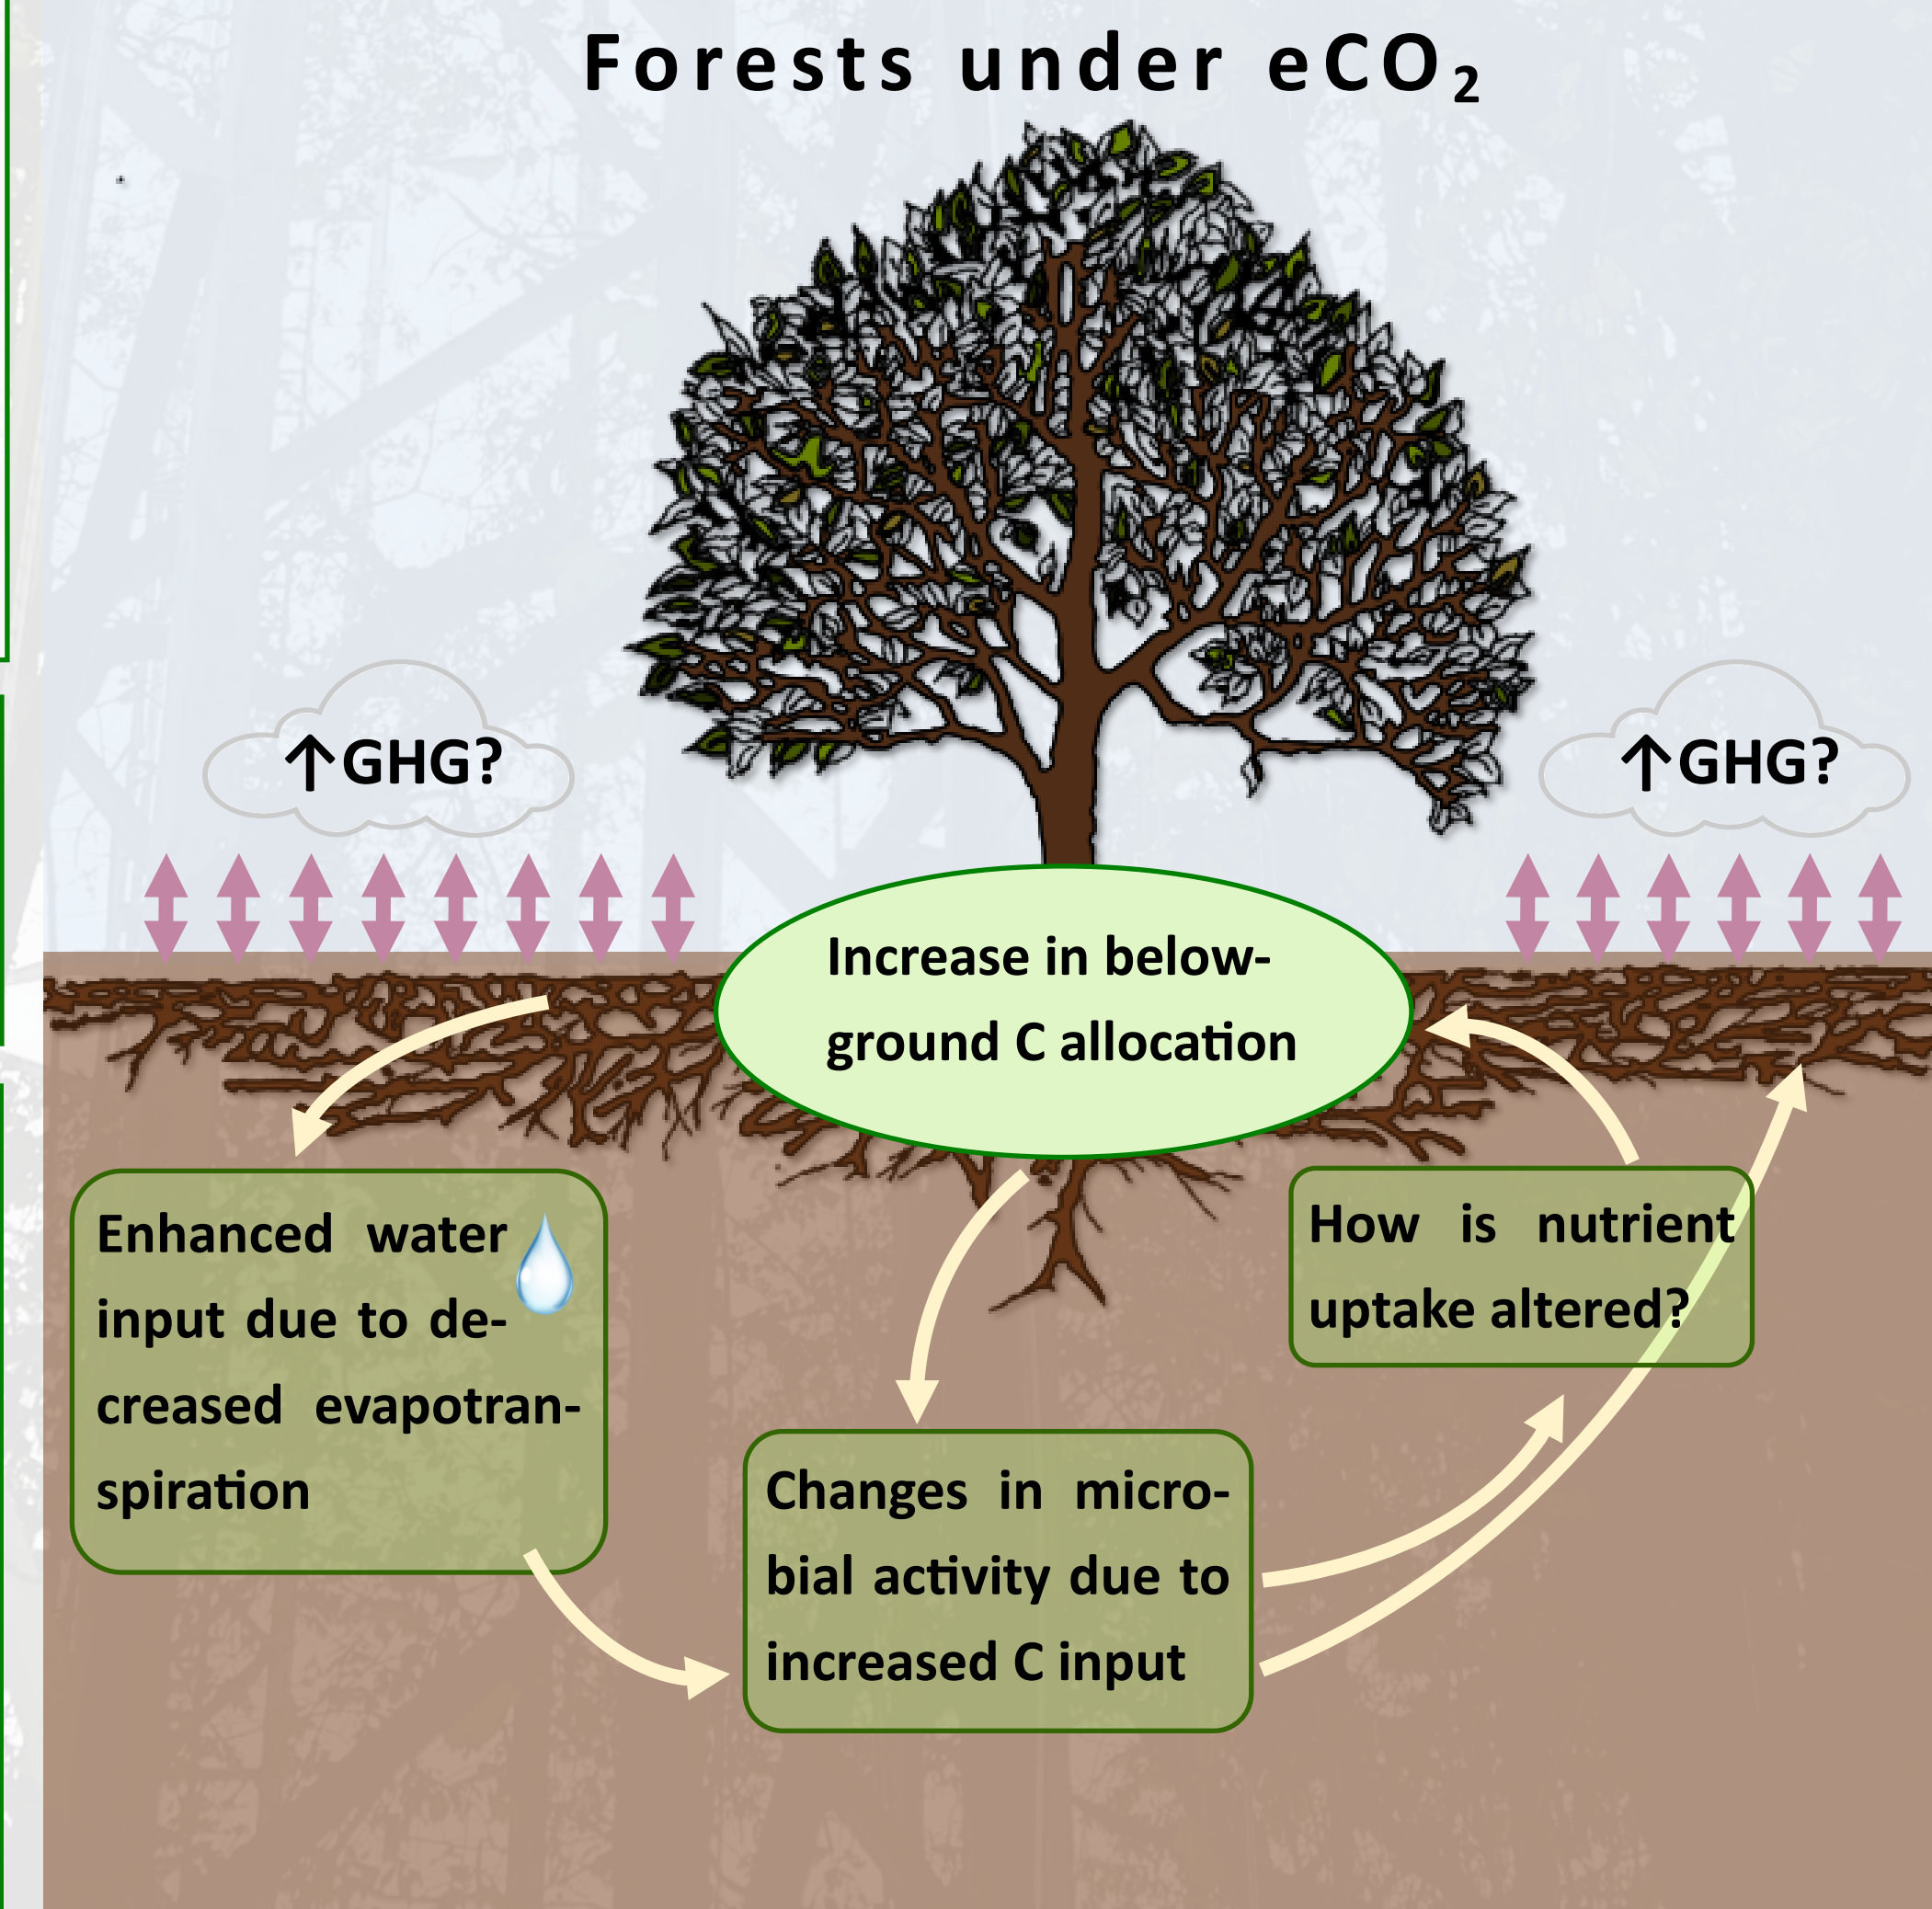 Forests under eCO₂
↑GHG?
↑GHG?
Increase in below-
ground C allocation
Enhanced water
input due to de-
creased evapotran-
spiration
How is nutrient
uptake altered?
Changes in micro-
bial activity due to
increased C input